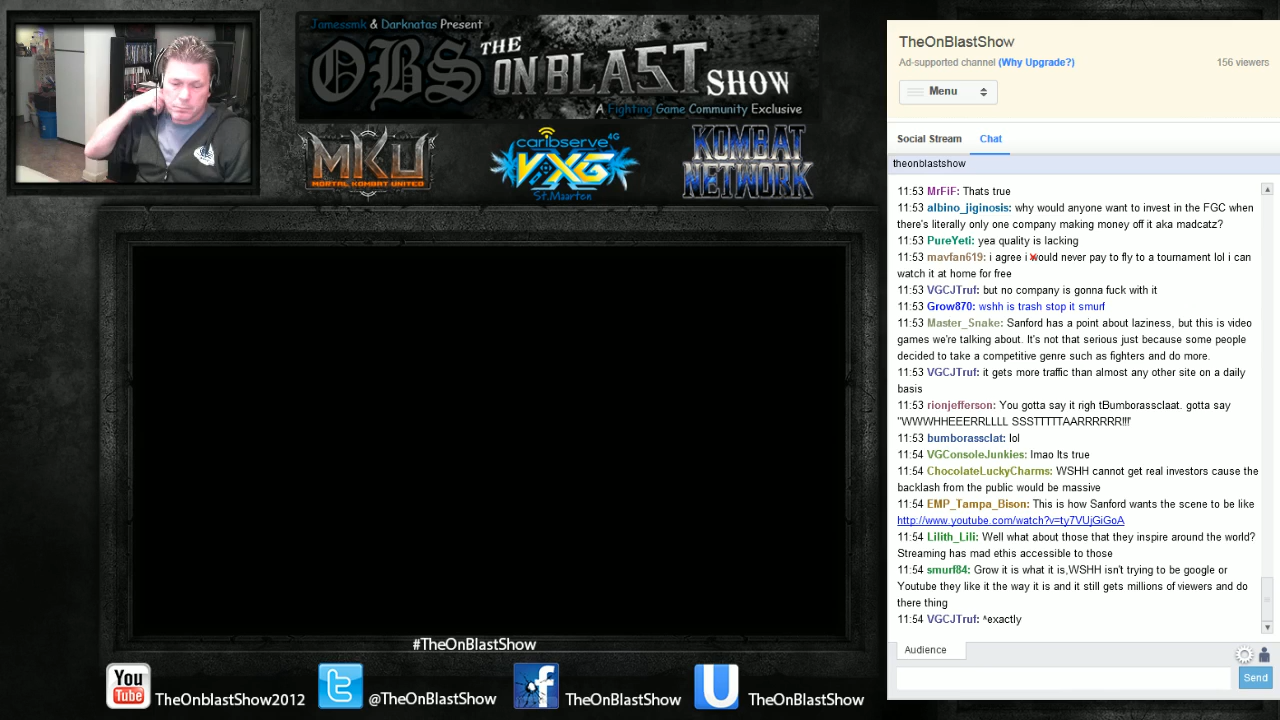 Jamessmk & Darknatas Present
OBS THE ON BLAST SHOW
A Fighting Game Community Exclusive
MKU
MORTAL KOMBAT UNITED
caribserve 4G
VXG
St.Maarten
KOMBAT
NETWORK
#TheOnBlastShow
You Tube TheOnblastShow2012
@TheOnBlastShow
TheOnBlastShow
TheOnBlastShow
TheOnBlastShow
Ad-supported channel (Why Upgrade?) 156 viewers
Menu
Social Stream Chat
theonblastshow
11:53 MrFiF: Thats true
11:53 albino_jiginosis: why would anyone want to invest in the FGC when
there's literally only one company making money off it aka madcatz?
11:53 PureYeti: yea quality is lacking
11:53 mavfan619: i agree i would never pay to fly to a tournament lol i can
watch it at home for free
11:53 VGCJTruf: but no company is gonna fuck with it
11:53 Grow870: wshh is trash stop it smurf
11:53 Master_Snake: Sanford has a point about laziness, but this is video
games we're talking about. It's not that serious just because some people
decided to take a competitive genre such as fighters and do more.
11:53 VGCJTruf: it gets more traffic than almost any other site on a daily
basis
11:53 rionjefferson: You gotta say it righ tBumborassclaat. gotta say
"WWWHHEEERRLLLL SSSTTTTTAARRRRRR!!!'
11:53 bumborassclat: lol
11:54 VGConsoleJunkies: lmao Its true
11:54 ChocolateLuckyCharms: WSHH cannot get real investors cause the
backlash from the public would be massive
11:54 EMP_Tampa_Bison: This is how Sanford wants the scene to be like
http://www.youtube.com/watch?v=ty7VUjGiGoA
11:54 Lilith_Lili: Well what about those that they inspire around the world?
Streaming has mad ethis accessible to those
11:54 smurf84: Grow it is what it is,WSHH isn't trying to be google or
Youtube they like it the way it is and it still gets millions of viewers and do
there thing
11:54 VGCJTruf: ^exactly
Audience
Send